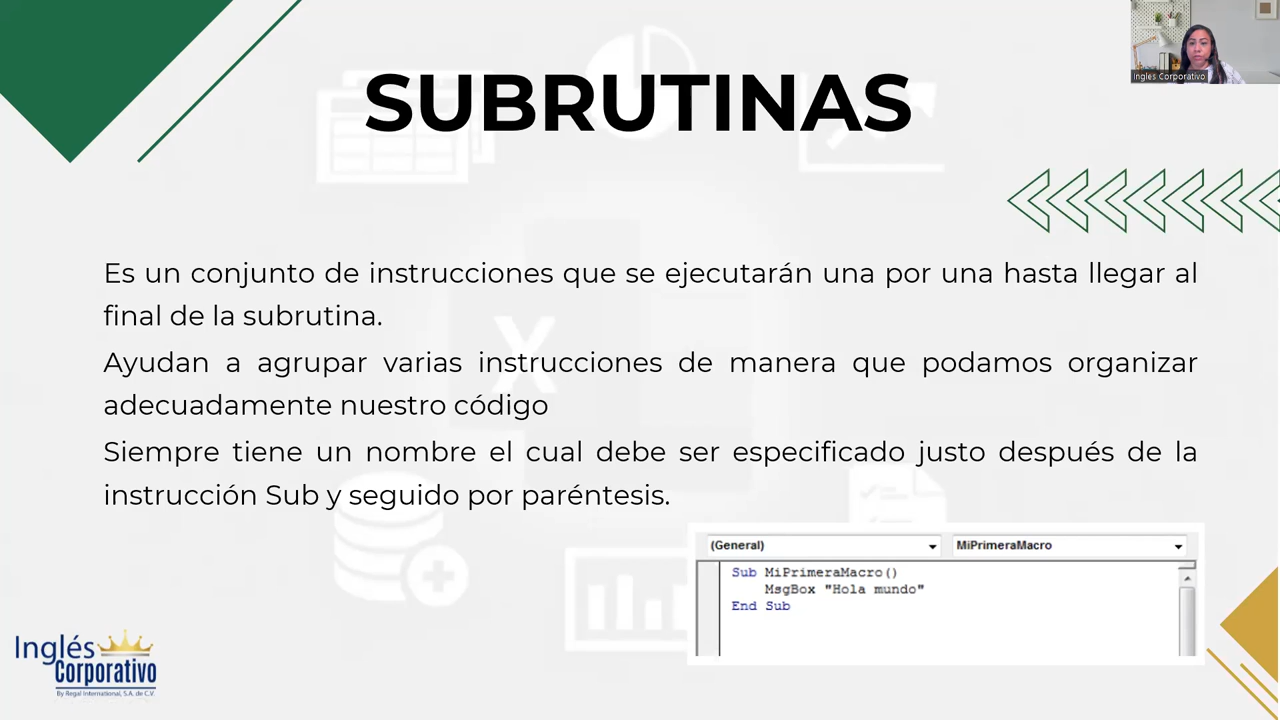 Ingles Corporativo
SUBRUTINAS
Es un conjunto de instrucciones que se ejecutarán una por una hasta llegar al
final de la subrutina.
Ayudan a agrupar varias instrucciones de manera que podamos organizar
adecuadamente nuestro código
Siempre tiene un nombre el cual debe ser especificado justo después de la
instrucción Sub y seguido por paréntesis.
(General) MiPrimeraMacro
Sub MiPrimeraMacro()
MsgBox "Hola mundo"
End Sub
Inglés
Corporativo
By Regal International, S.A. de C.V.
X